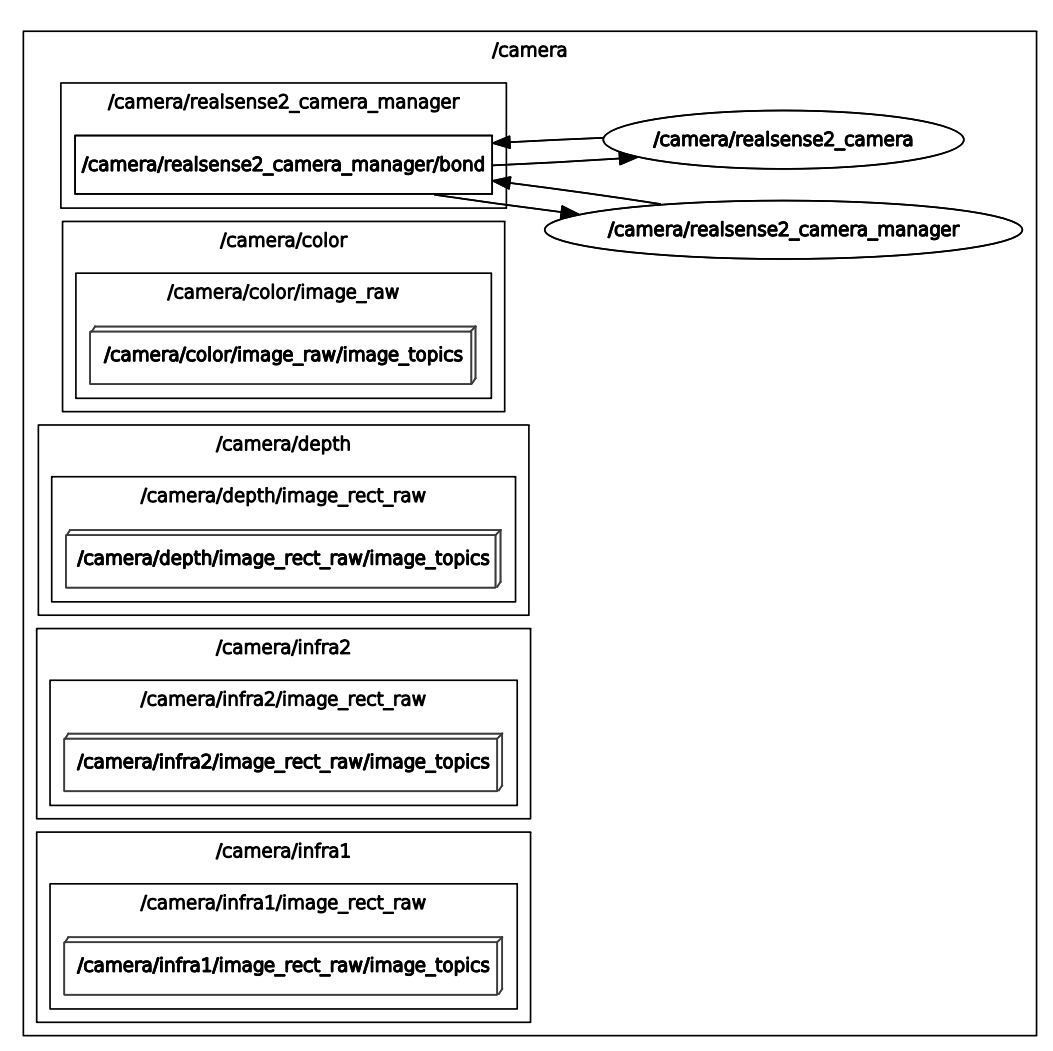 /camera
/camera/realsense2_camera_manager
/camera/realsense2_camera_manager/bond
/camera/realsense2_camera
/camera/realsense2_camera_manager
/camera/color
/camera/color/image_raw
/camera/color/image_raw/image_topics
/camera/depth
/camera/depth/image_rect_raw
/camera/depth/image_rect_raw/image_topics
/camera/infra2
/camera/infra2/image_rect_raw
/camera/infra2/image_rect_raw/image_topics
/camera/infra1
/camera/infra1/image_rect_raw
/camera/infra1/image_rect_raw/image_topics